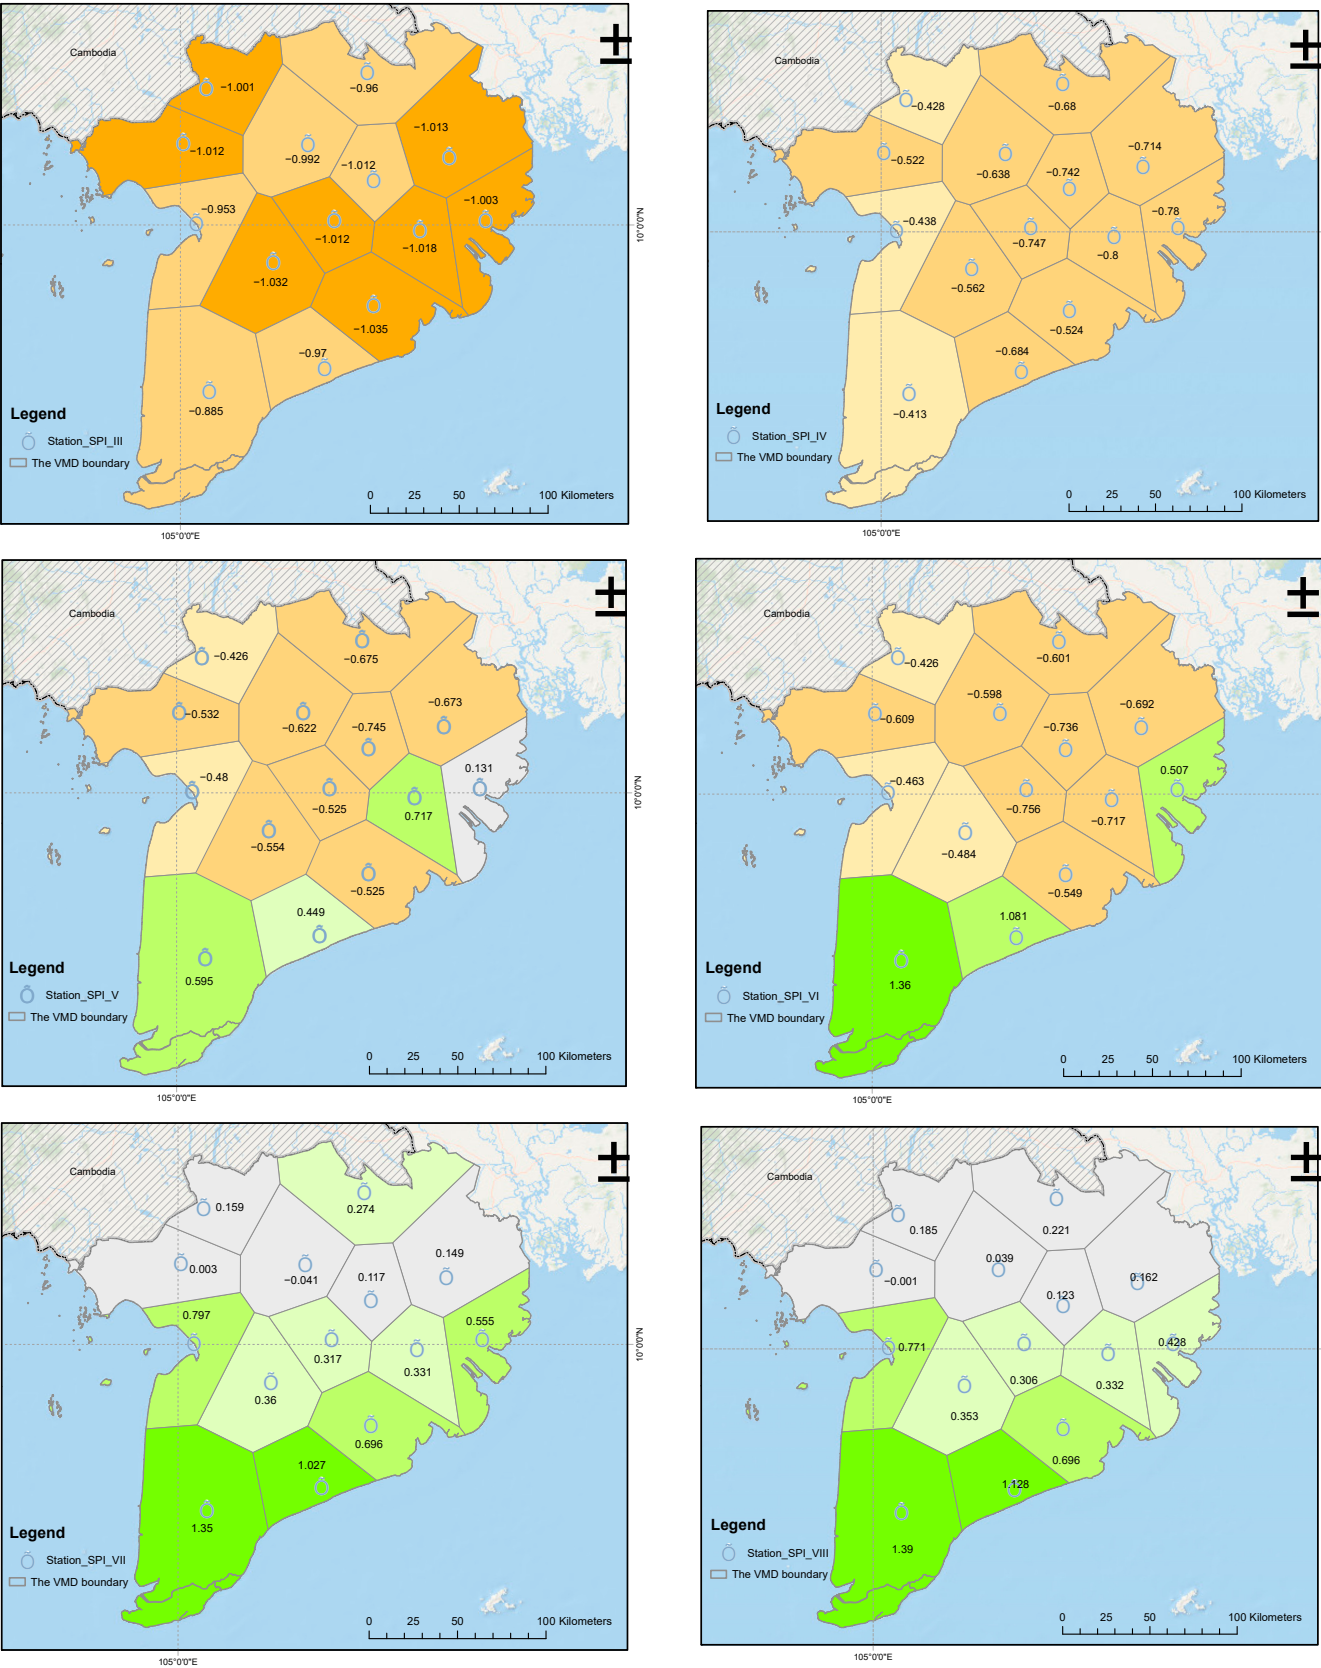 Cambodia
−1.001
−0.96
−1.013
−1.012
−0.992
−1.012
−0.953
−1.003
−1.012
−1.018
−1.032
−1.035
−0.97
−0.885
Legend
Station_SPI_III
The VMD boundary
0 25 50 100 Kilometers
105°0'0"E
10°0'0"N
Cambodia
−0.428
−0.68
−0.714
−0.522
−0.638
−0.742
−0.438
−0.78
−0.747
−0.8
−0.562
−0.524
−0.684
−0.413
Legend
Station_SPI_IV
The VMD boundary
0 25 50 100 Kilometers
105°0'0"E
Cambodia
−0.426
−0.675
−0.673
−0.532
−0.622
−0.745
−0.48
0.131
−0.525
0.717
−0.554
−0.525
0.449
0.595
Legend
Station_SPI_V
The VMD boundary
0 25 50 100 Kilometers
105°0'0"E
10°0'0"N
Cambodia
−0.426
−0.601
−0.598
−0.692
−0.609
−0.736
−0.463
0.507
−0.756
−0.717
−0.484
−0.549
1.081
1.36
Legend
Station_SPI_VI
The VMD boundary
0 25 50 100 Kilometers
105°0'0"E
Cambodia
0.159
0.274
0.149
0.003
−0.041
0.117
0.797
0.555
0.317
0.331
0.36
0.696
1.027
1.35
Legend
Station_SPI_VII
The VMD boundary
0 25 50 100 Kilometers
105°0'0"E
10°0'0"N
Cambodia
0.185
0.221
0.039
0.162
−0.001
0.123
0.771
0.428
0.306
0.332
0.353
0.696
1.128
1.39
Legend
Station_SPI_VIII
The VMD boundary
0 25 50 100 Kilometers
105°0'0"E